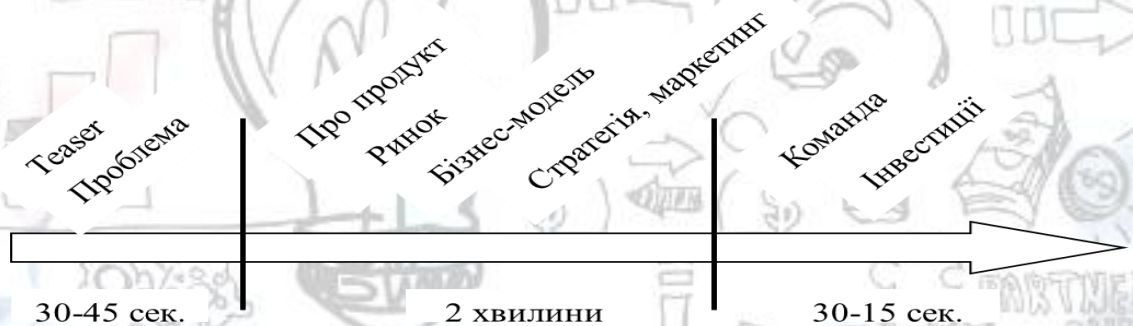 Teaser
Проблема
Про продукт
Ринок
Бізнес-модель
Стратегія, маркетинг
Команда
Інвестиції
30-45 сек.
2 хвилини
30-15 сек.